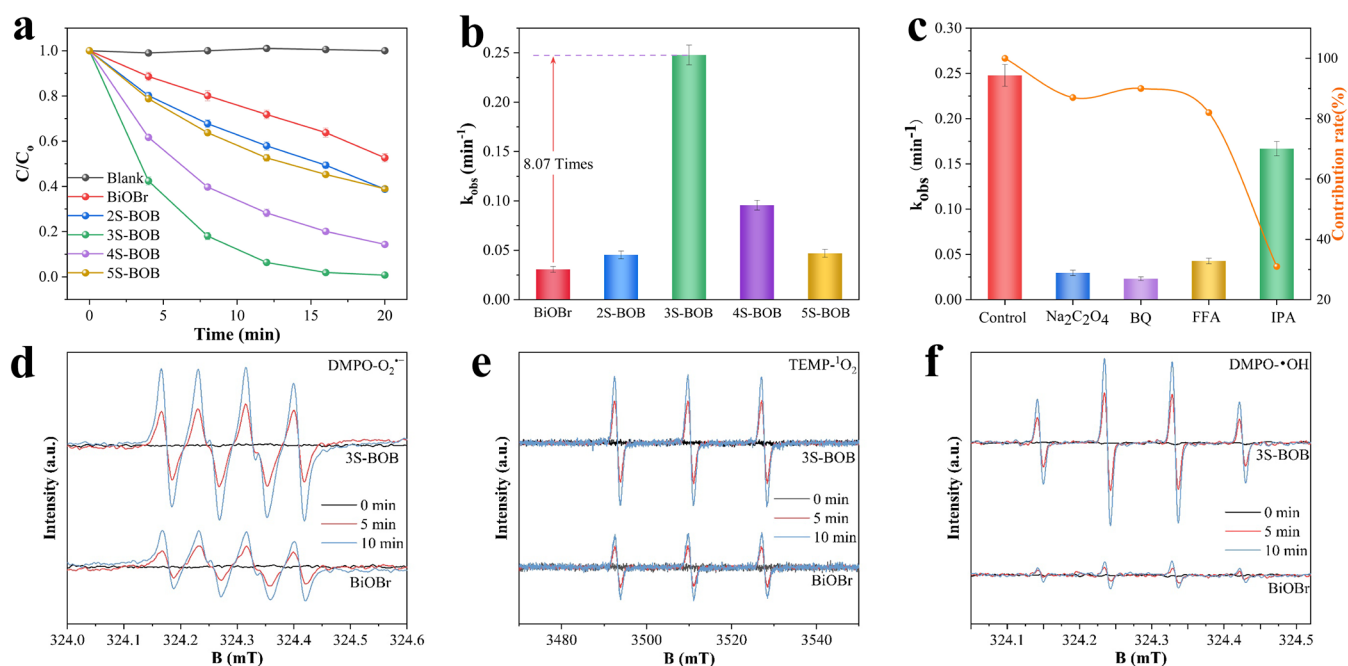 a
C/Co
1.0
0.8
0.6
0.4
0.2
0.0
Blank
BiOBr
2S-BOB
3S-BOB
4S-BOB
5S-BOB
0 5 10 15 20
Time (min)
b
kobs (min-1)
0.25
0.20
0.15
0.10
0.05
0.00
8.07 Times
BiOBr 2S-BOB 3S-BOB 4S-BOB 5S-BOB
c
kobs (min-1)
0.30
0.25
0.20
0.15
0.10
0.05
0.00
Control Na2C2O4 BQ FFA IPA
100
80
60
40
20
Contribution rate(%)
d
DMPO-O2•−
Intensity (a.u.)
3S-BOB
0 min
5 min
10 min
BiOBr
324.0 324.1 324.2 324.3 324.4 324.5 324.6
B (mT)
e
TEMP-1O2
Intensity (a.u.)
3S-BOB
0 min
5 min
10 min
BiOBr
3480 3500 3520 3540
B (mT)
f
DMPO-•OH
Intensity (a.u.)
3S-BOB
0 min
5 min
10 min
BiOBr
324.1 324.2 324.3 324.4 324.5
B (mT)